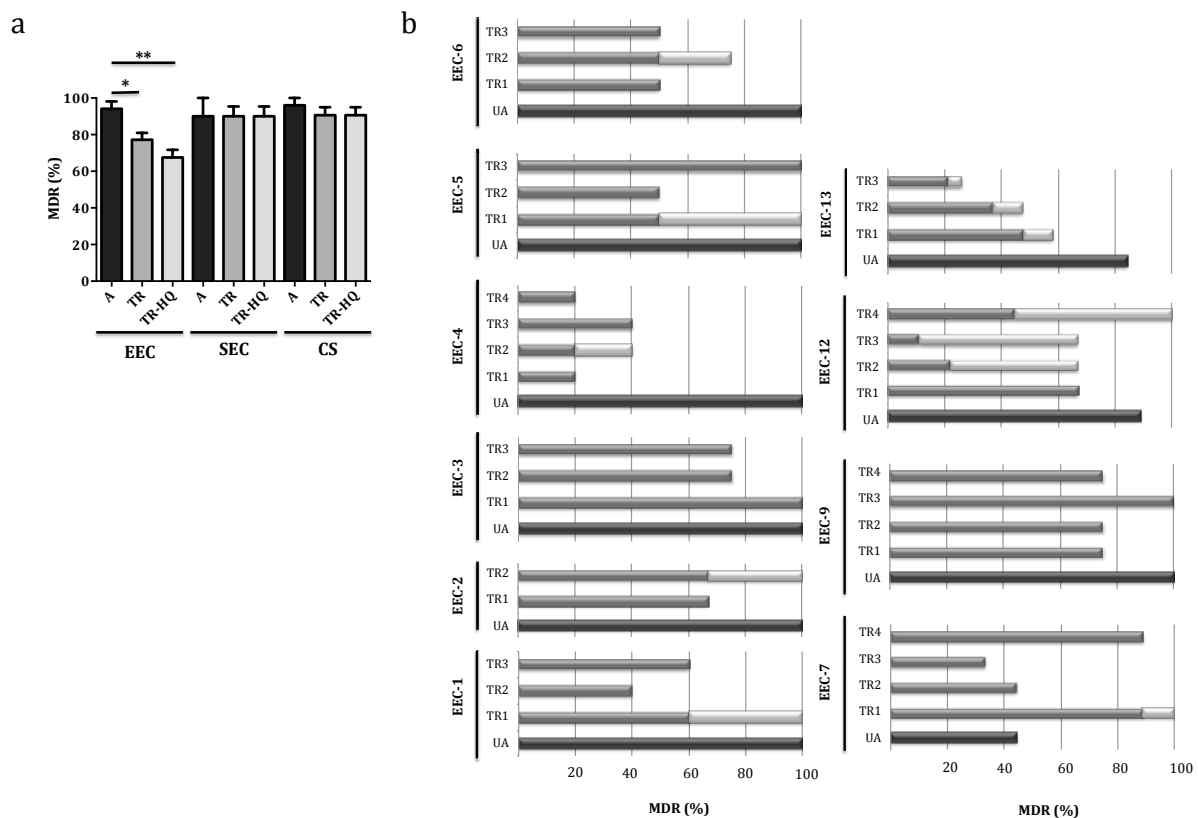 a
**
*
100
80
60
40
20
0
MDR (%)
A
TR
TR-HQ
A
TR
TR-HQ
A
TR
TR-HQ
EEC
SEC
CS
b
EEC-6
TR3
TR2
TR1
UA
EEC-5
TR3
TR2
TR1
UA
EEC-4
TR4
TR3
TR2
TR1
UA
EEC-3
TR3
TR2
TR1
UA
EEC-2
TR2
TR1
UA
EEC-1
TR3
TR2
TR1
UA
20 40 60 80 100
MDR (%)
EEC-13
TR3
TR2
TR1
UA
EEC-12
TR4
TR3
TR2
TR1
UA
EEC-9
TR4
TR3
TR2
TR1
UA
EEC-7
TR4
TR3
TR2
TR1
UA
20 40 60 80 100
MDR (%)